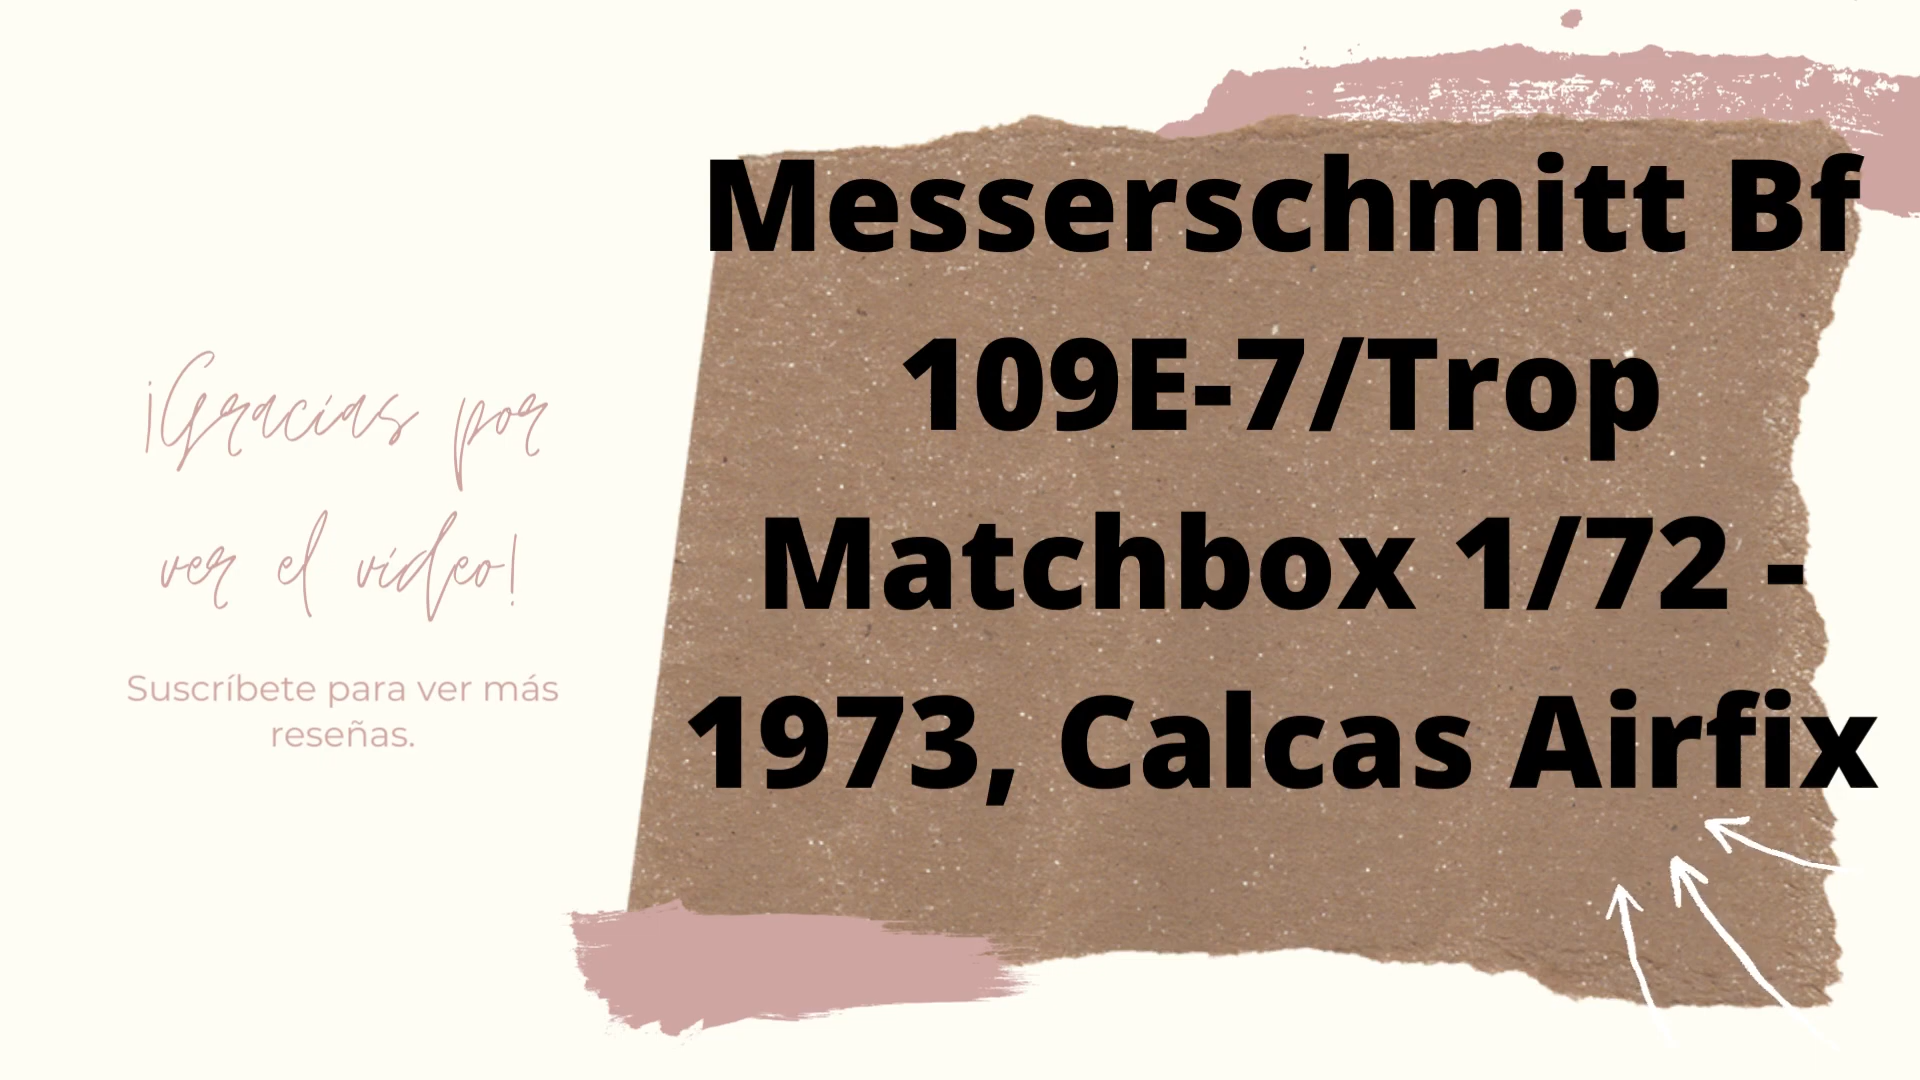 ¡Gracias por
ver el video!
Suscríbete para ver más
reseñas.
Messerschmitt Bf
109E-7/Trop
Matchbox 1/72 -
1973, Calcas Airfix